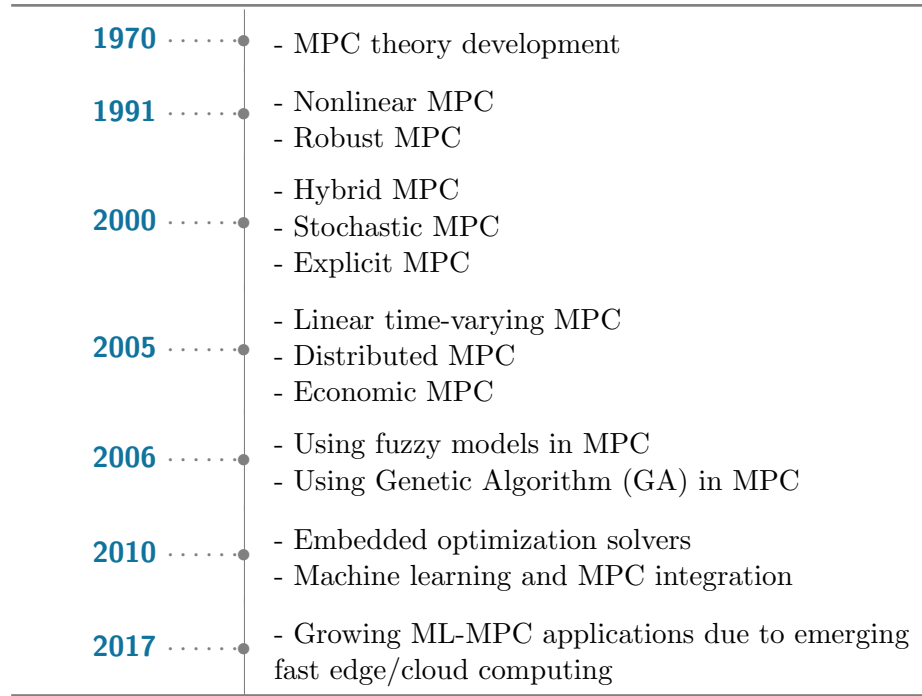 1970
- MPC theory development
1991
- Nonlinear MPC
- Robust MPC
2000
- Hybrid MPC
- Stochastic MPC
- Explicit MPC
2005
- Linear time-varying MPC
- Distributed MPC
- Economic MPC
2006
- Using fuzzy models in MPC
- Using Genetic Algorithm (GA) in MPC
2010
- Embedded optimization solvers
- Machine learning and MPC integration
2017
- Growing ML-MPC applications due to emerging
fast edge/cloud computing